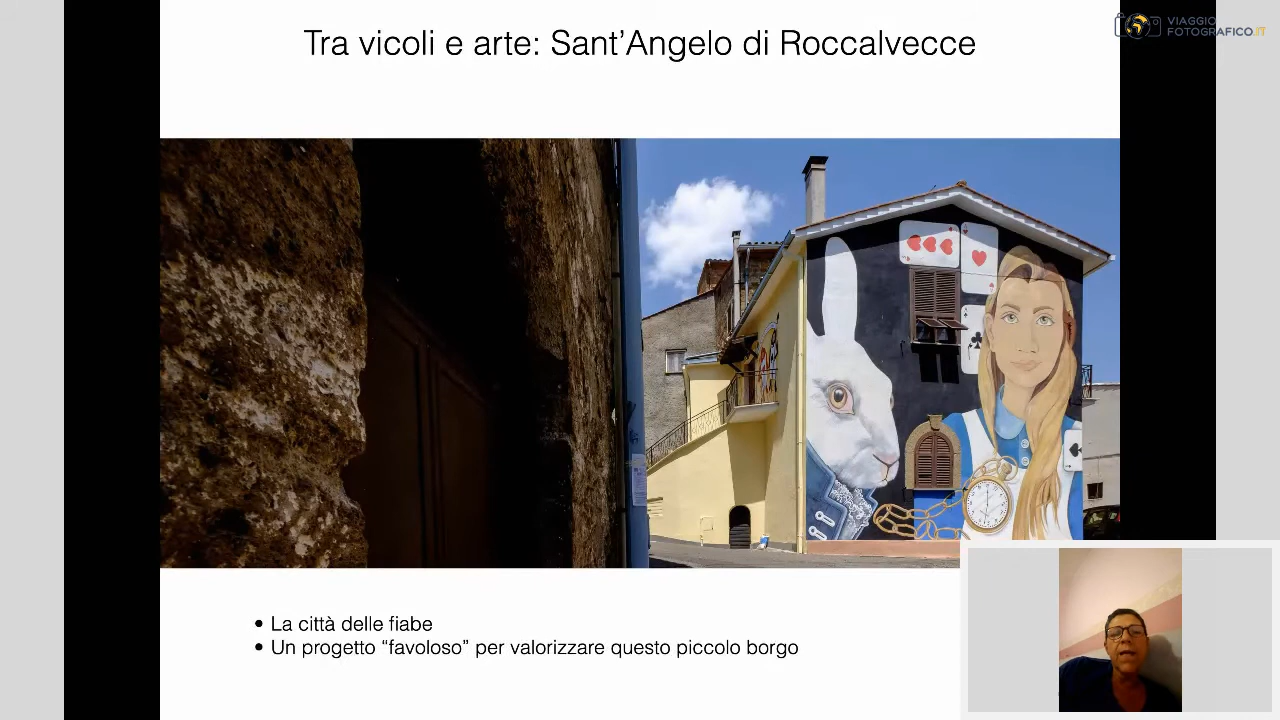 Tra vicoli e arte: Sant’Angelo di Roccalvecce
VIAGGIO
FOTOGRAFICO.IT
• La città delle fiabe
• Un progetto “favoloso” per valorizzare questo piccolo borgo